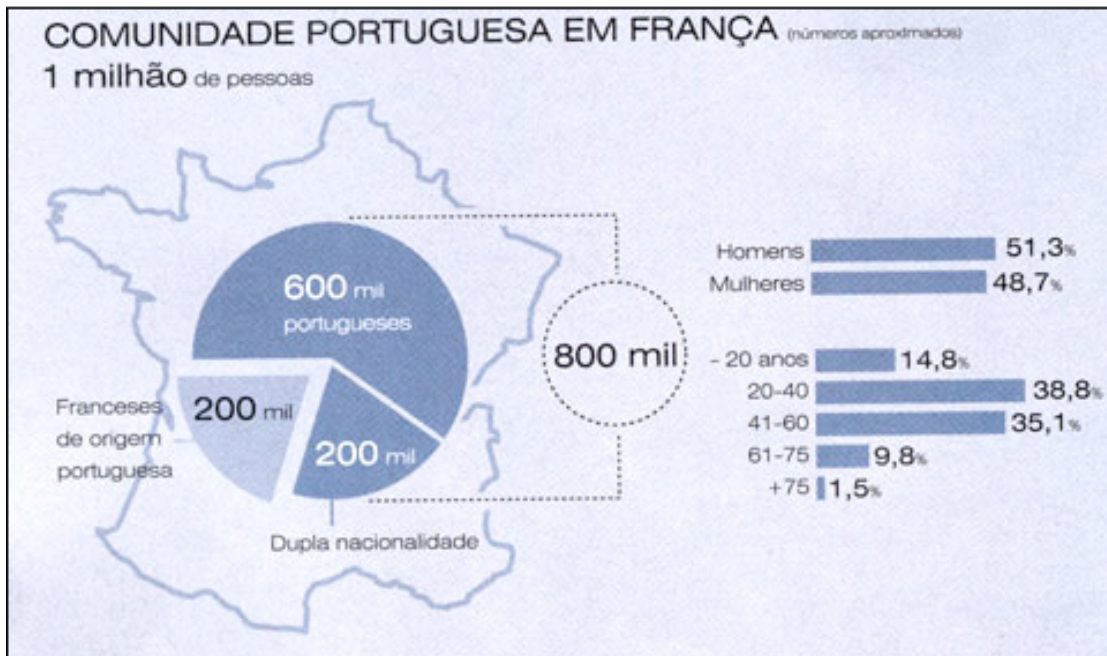 COMUNIDADE PORTUGUESA EM FRANÇA (números aproximados)
1 milhão de pessoas
600 mil
portugueses
200 mil
Franceses
de origem
portuguesa
200 mil
Dupla nacionalidade
800 mil
Homens 51,3%
Mulheres 48,7%
- 20 anos 14,8%
20-40 38,8%
41-60 35,1%
61-75 9,8%
+75 1,5%